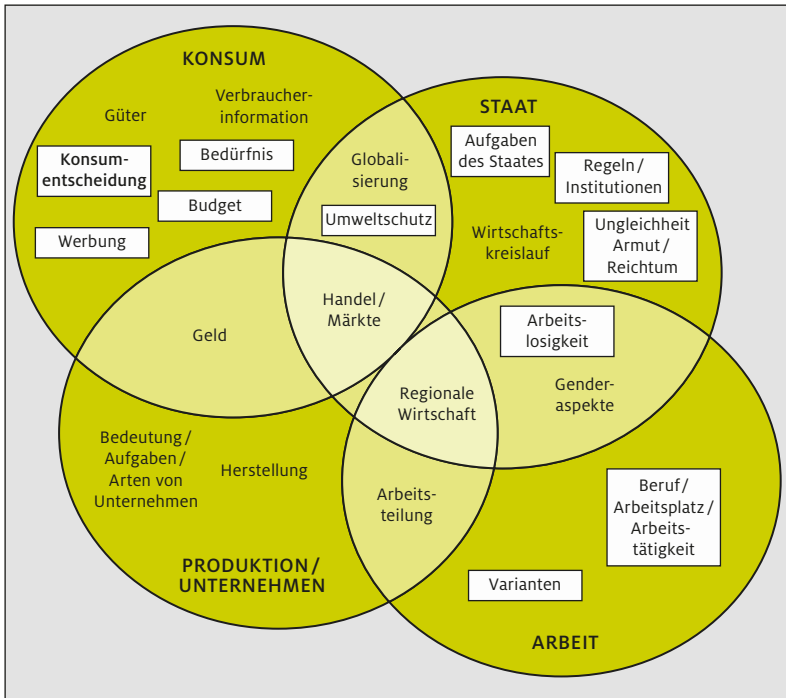 KONSUM
Güter
Verbraucher-
information
Konsum-
entscheidung
Bedürfnis
Budget
Werbung
Globali-
sierung
Umweltschutz
STAAT
Aufgaben
des Staates
Regeln/
Institutionen
Wirtschafts-
kreislauf
Ungleichheit
Armut/
Reichtum
Handel/
Märkte
Geld
Arbeits-
losigkeit
Gender-
aspekte
Regionale
Wirtschaft
Bedeutung/
Aufgaben/
Arten von
Unternehmen
Herstellung
Arbeits-
teilung
PRODUKTION/
UNTERNEHMEN
Beruf/
Arbeitsplatz/
Arbeits-
tätigkeit
Varianten
ARBEIT